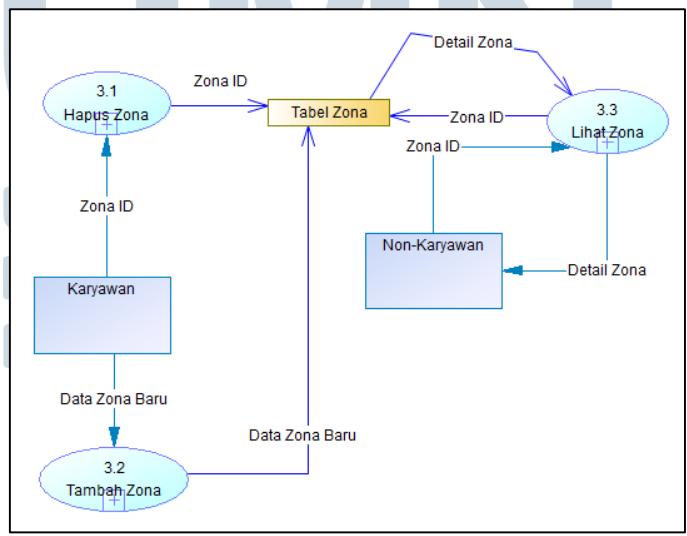 Detail Zona
3.1
Hapus Zona
Zona ID
Tabel Zona
Zona ID
3.3
Lihat Zona
Zona ID
Zona ID
Non-Karyawan
Karyawan
Detail Zona
Data Zona Baru
Data Zona Baru
3.2
Tambah Zona